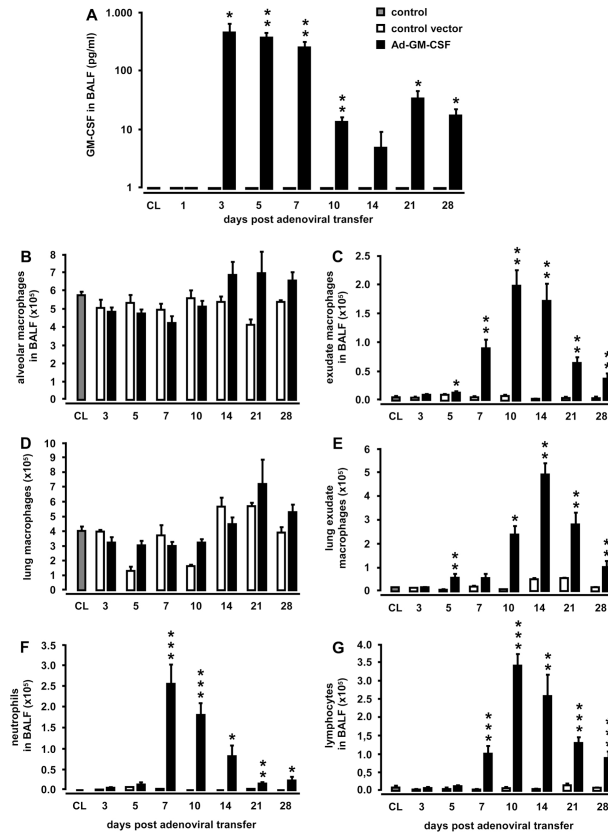 A
GM-CSF in BALF (pg/ml)
1.000
100
10
1
control
control vector
Ad-GM-CSF
*
* *
* *
* *
*
*
CL 1 3 5 7 10 14 21 28
days post adenoviral transfer
B
alveolar macrophages
in BALF (x10⁵)
8
7
6
5
4
3
2
1
0
CL 3 5 7 10 14 21 28
C
exudate macrophages
in BALF (x10⁵)
2.5
2.0
1.5
1.0
0.5
0.0
*
* *
* *
* *
* *
* *
CL 3 5 7 10 14 21 28
D
lung macrophages (x10⁵)
10
9
8
7
6
5
4
3
2
1
0
CL 3 5 7 10 14 21 28
E
lung exudate
macrophages (x10⁵)
6
5
4
3
2
1
0
* *
*
* *
* *
* *
CL 3 5 7 10 14 21 28
F
neutrophils
in BALF (x10⁵)
3.5
3.0
2.5
2.0
1.5
1.0
0.5
0.0
* * *
* * *
*
* *
*
CL 3 5 7 10 14 21 28
days post adenoviral transfer
G
lymphocytes
in BALF (x10⁵)
4.0
3.5
3.0
2.5
2.0
1.5
1.0
0.5
0.0
* * *
* * *
* *
* * *
* * *
CL 3 5 7 10 14 21 28
days post adenoviral transfer